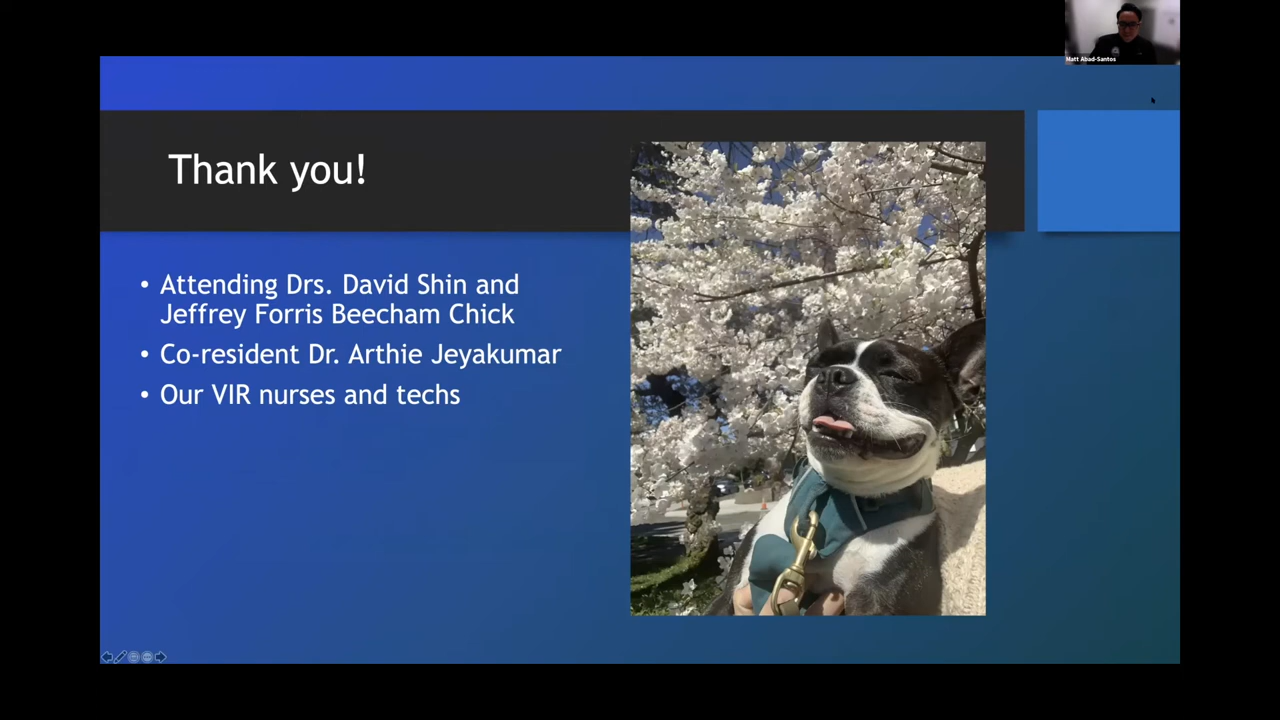 Matt Abad-Santos
Thank you!
• Attending Drs. David Shin and
Jeffrey Forris Beecham Chick
• Co-resident Dr. Arthie Jeyakumar
• Our VIR nurses and techs